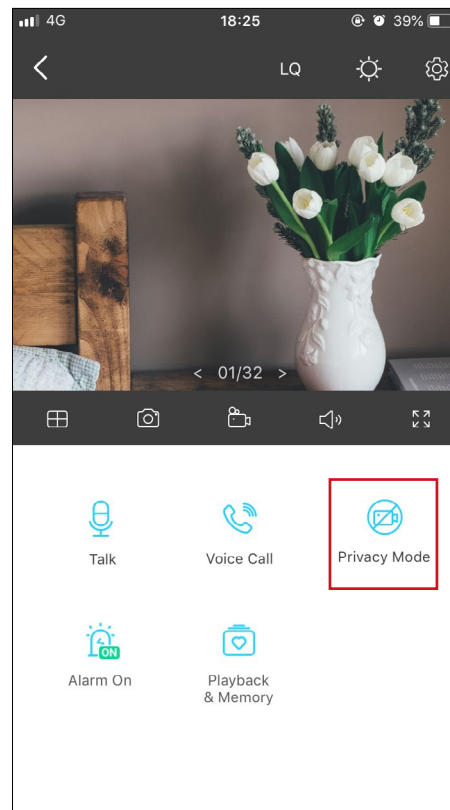 4G 18:25 39%
LQ
< 01/32 >
Talk
Voice Call
Privacy Mode
ON
Alarm On
Playback
& Memory